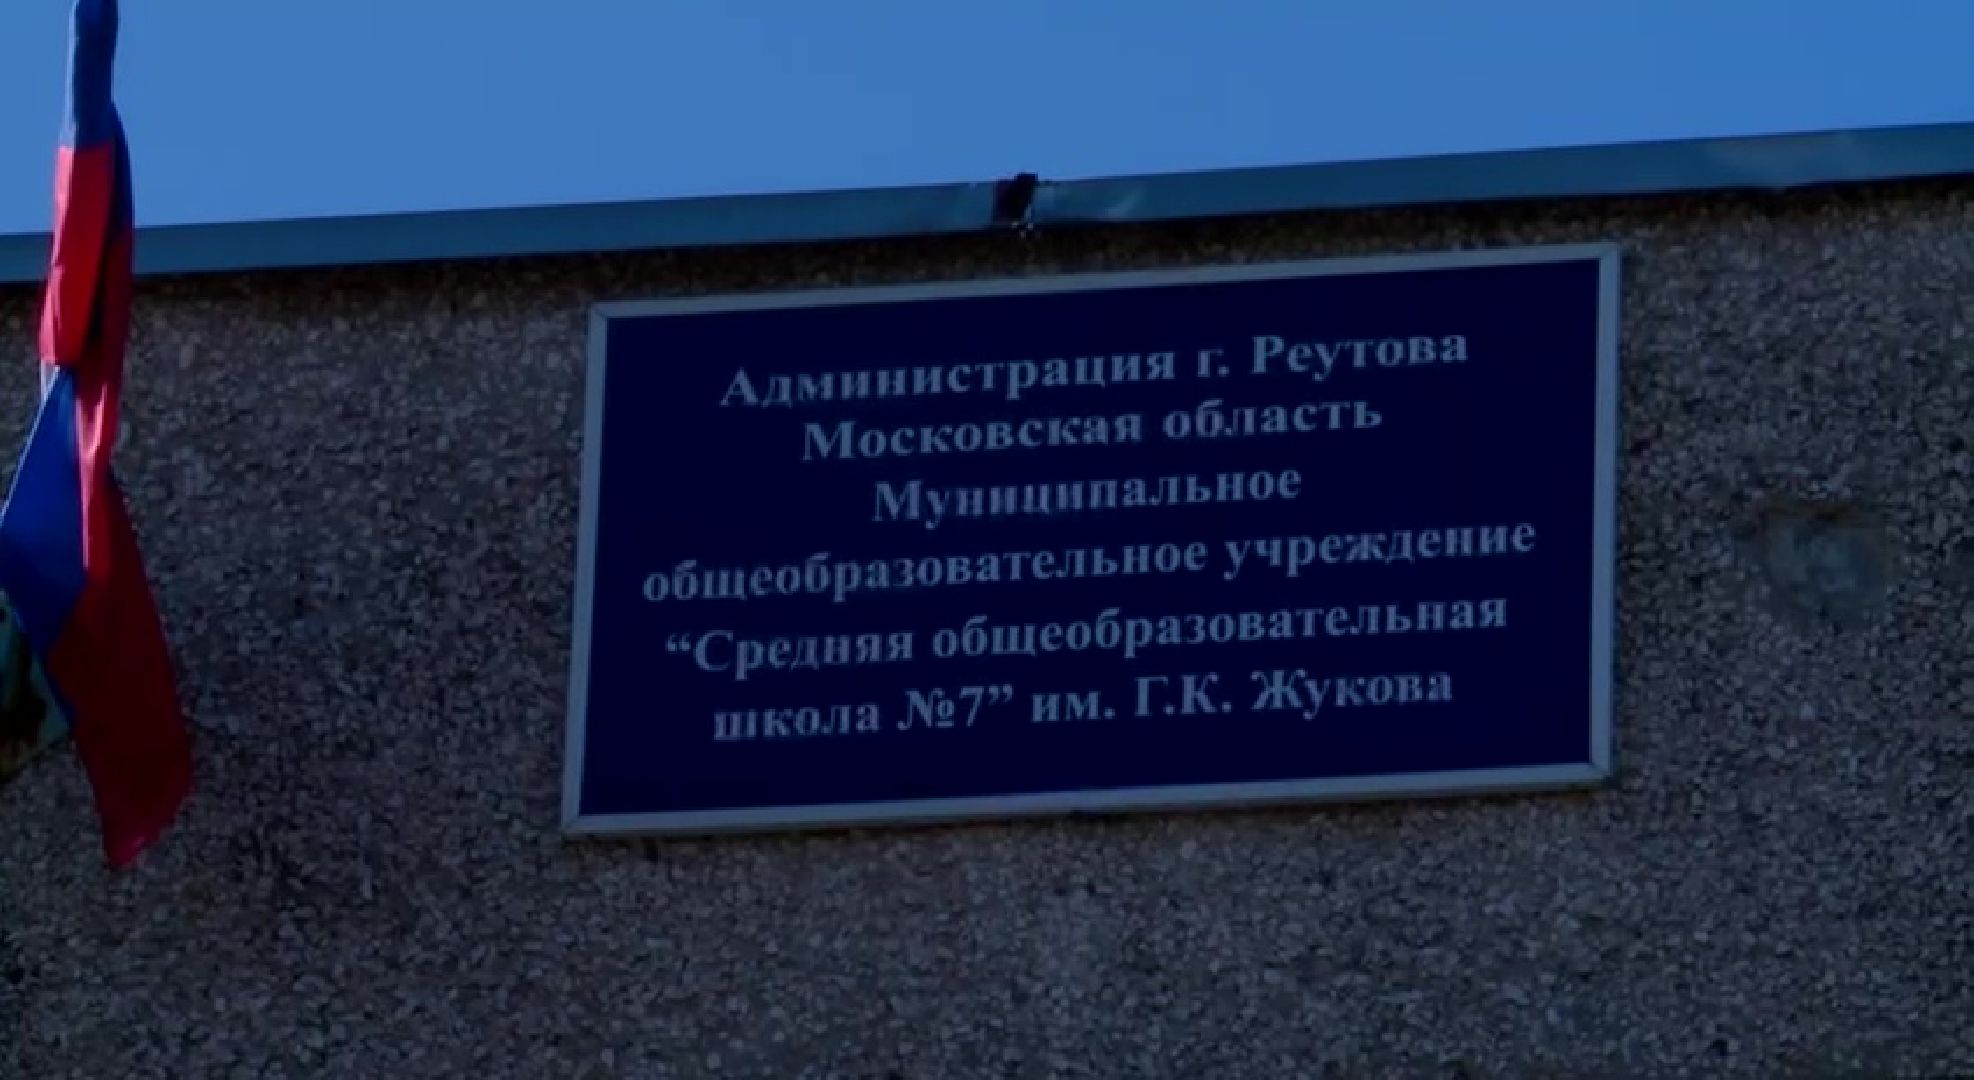 Администрация г. Реутова
Московская область
Муниципальное
общеобразовательное учреждение
“Средняя общеобразовательная
школа №7” им. Г.К. Жукова